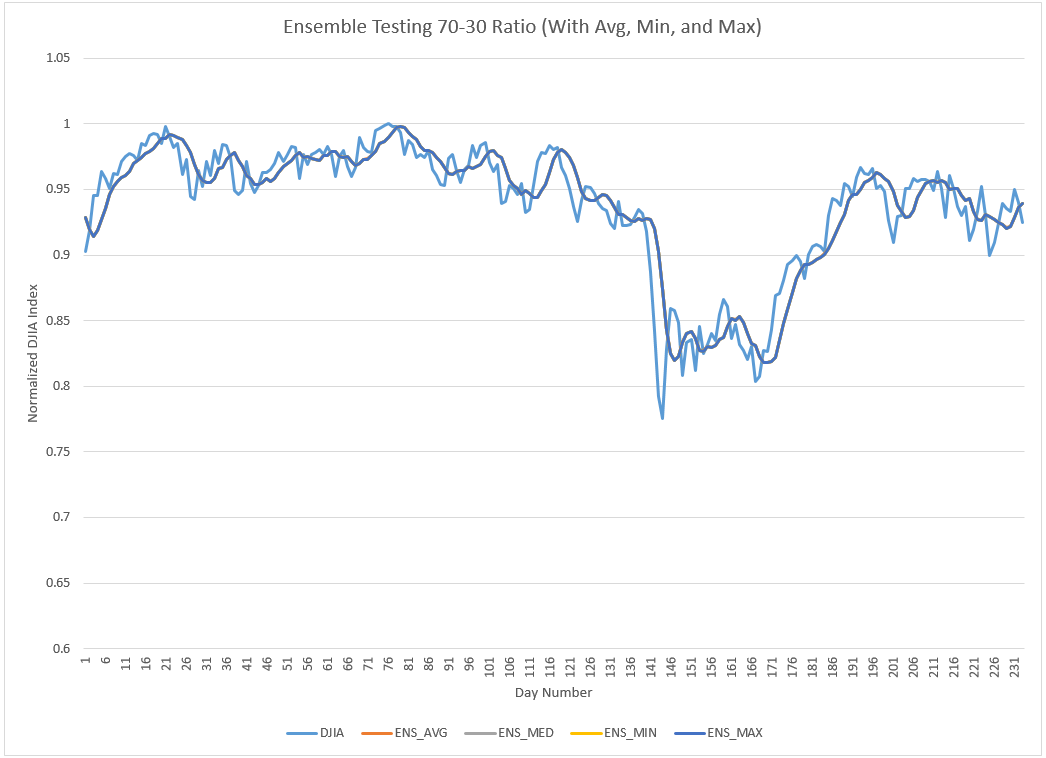 Ensemble Testing 70-30 Ratio (With Avg, Min, and Max)
1.05
1
0.95
0.9
0.85
0.8
0.75
0.7
0.65
0.6
Normalized DJIA Index
1 6 11 16 21 26 31 36 41 46 51 56 61 66 71 76 81 86 91 96 101 106 111 116 121 126 131 136 141 146 151 156 161 166 171 176 181 186 191 196 201 206 211 216 221 226 231
Day Number
DJIA ENS_AVG ENS_MED ENS_MIN ENS_MAX